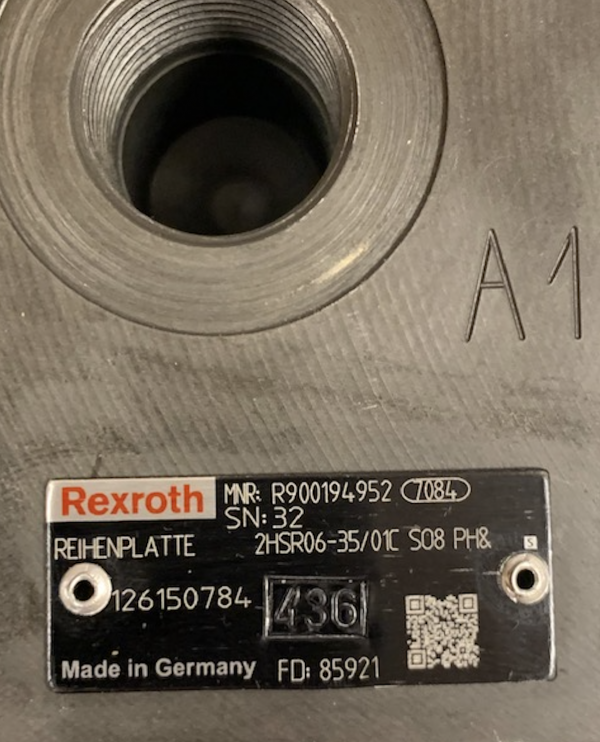 A1
Rexroth MNR: R900194952 7084
SN: 32
REIHENPLATTE 2HSR06-35/01C S08 PH&
S
126150784 436
Made in Germany FD: 85921